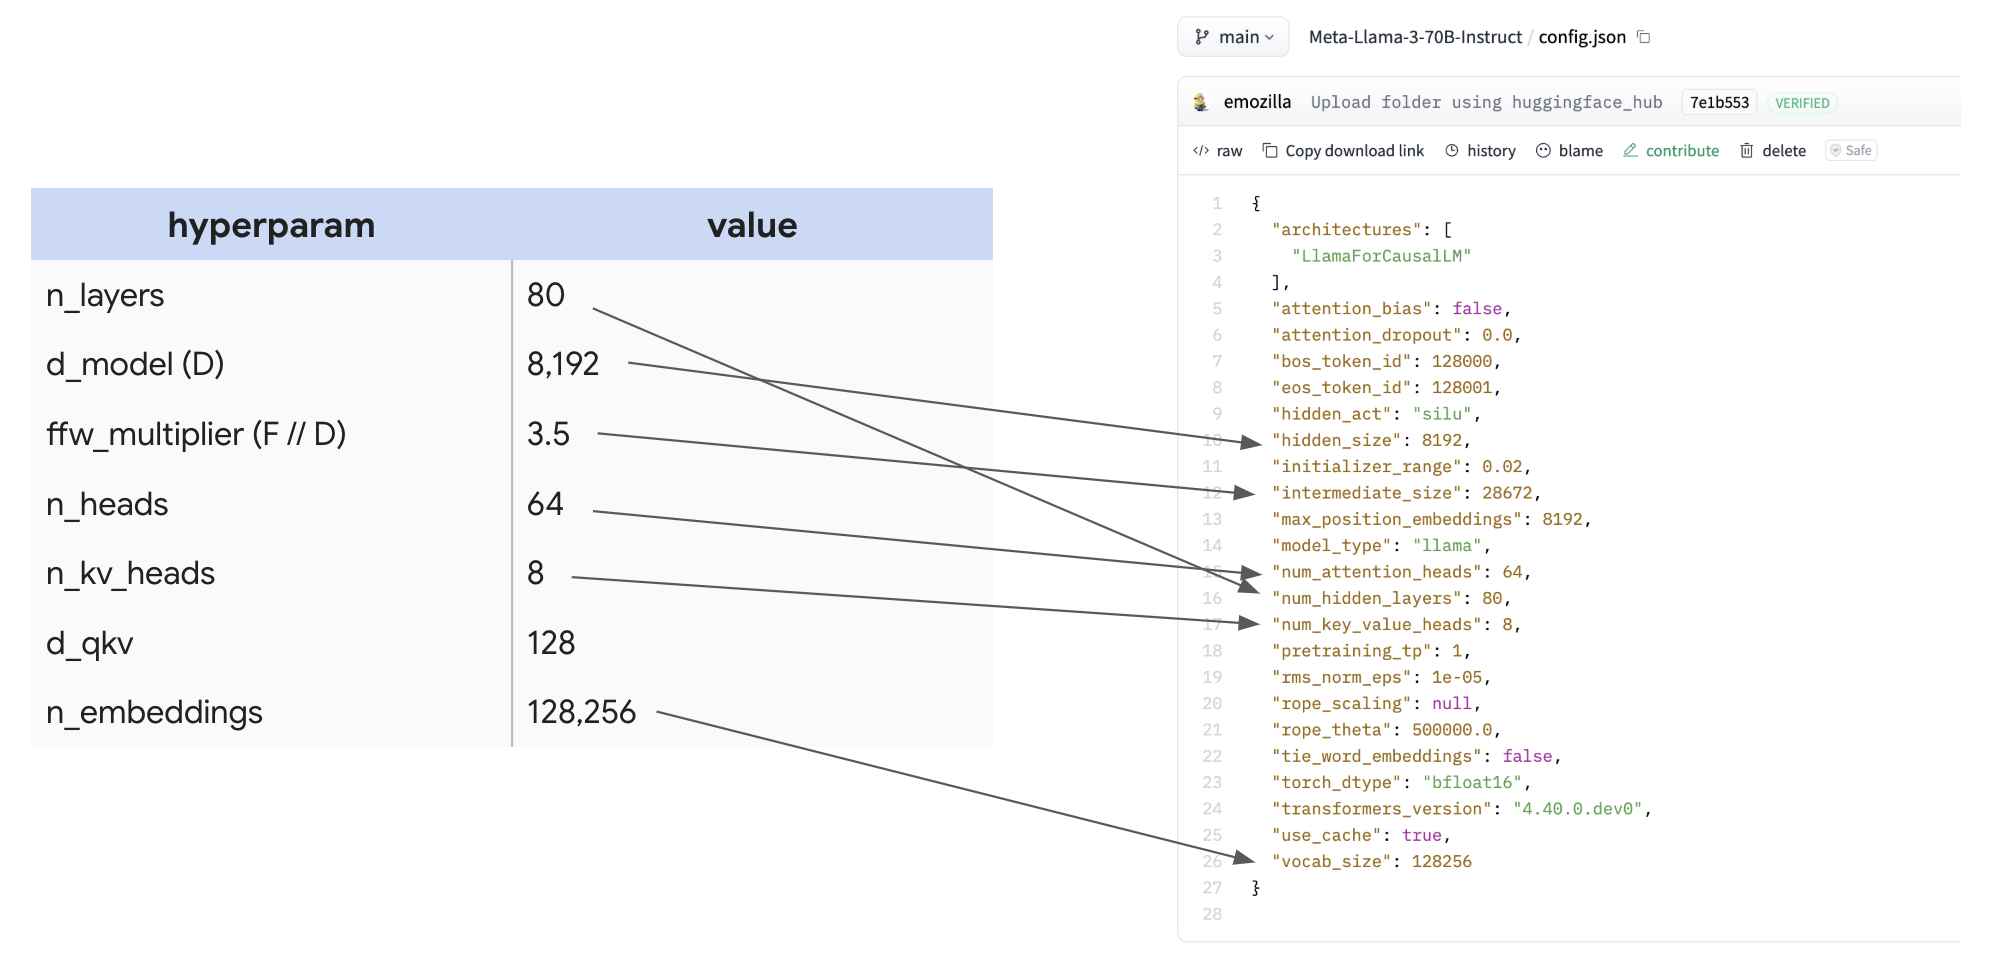 hyperparam value
n_layers 80
d_model (D) 8,192
ffw_multiplier (F // D) 3.5
n_heads 64
n_kv_heads 8
d_qkv 128
n_embeddings 128,256
main Meta-Llama-3-70B-Instruct / config.json
emozilla Upload folder using huggingface_hub 7e1b553 VERIFIED
</> raw Copy download link history blame contribute delete Safe
1 {
2 "architectures": [
3 "LlamaForCausalLM"
4 ],
5 "attention_bias": false,
6 "attention_dropout": 0.0,
7 "bos_token_id": 128000,
8 "eos_token_id": 128001,
9 "hidden_act": "silu",
10 "hidden_size": 8192,
11 "initializer_range": 0.02,
12 "intermediate_size": 28672,
13 "max_position_embeddings": 8192,
14 "model_type": "llama",
15 "num_attention_heads": 64,
16 "num_hidden_layers": 80,
17 "num_key_value_heads": 8,
18 "pretraining_tp": 1,
19 "rms_norm_eps": 1e-05,
20 "rope_scaling": null,
21 "rope_theta": 500000.0,
22 "tie_word_embeddings": false,
23 "torch_dtype": "bfloat16",
24 "transformers_version": "4.40.0.dev0",
25 "use_cache": true,
26 "vocab_size": 128256
27 }
28